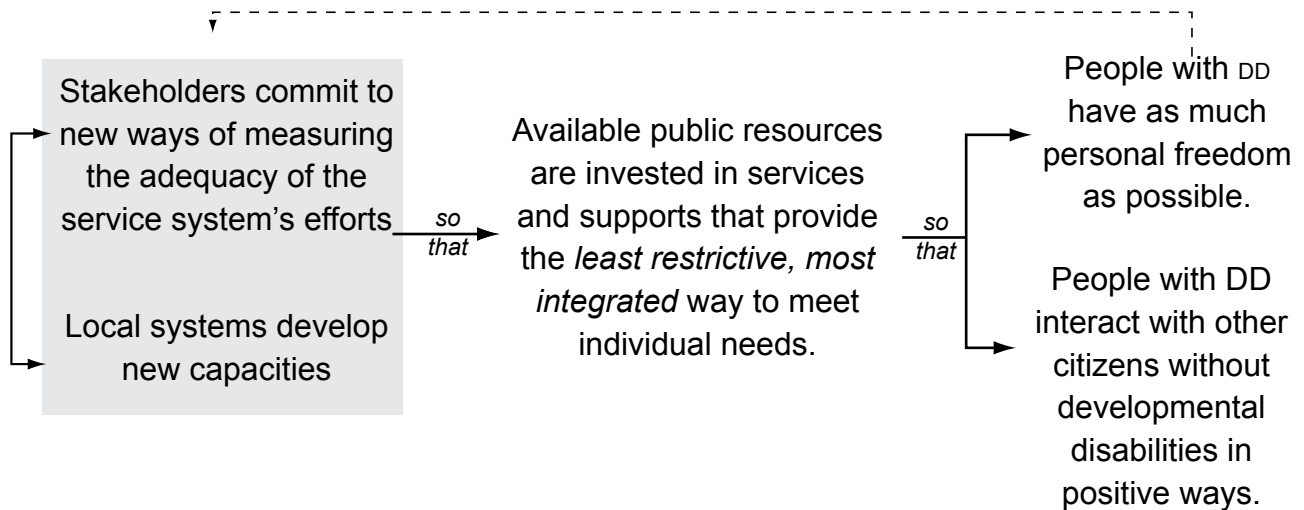 Stakeholders commit to
new ways of measuring
the adequacy of the
service system’s efforts
Local systems develop
new capacities
so
that
Available public resources
are invested in services
and supports that provide
the least restrictive, most
integrated way to meet
individual needs.
so
that
People with DD
have as much
personal freedom
as possible.
People with DD
interact with other
citizens without
developmental
disabilities in
positive ways.